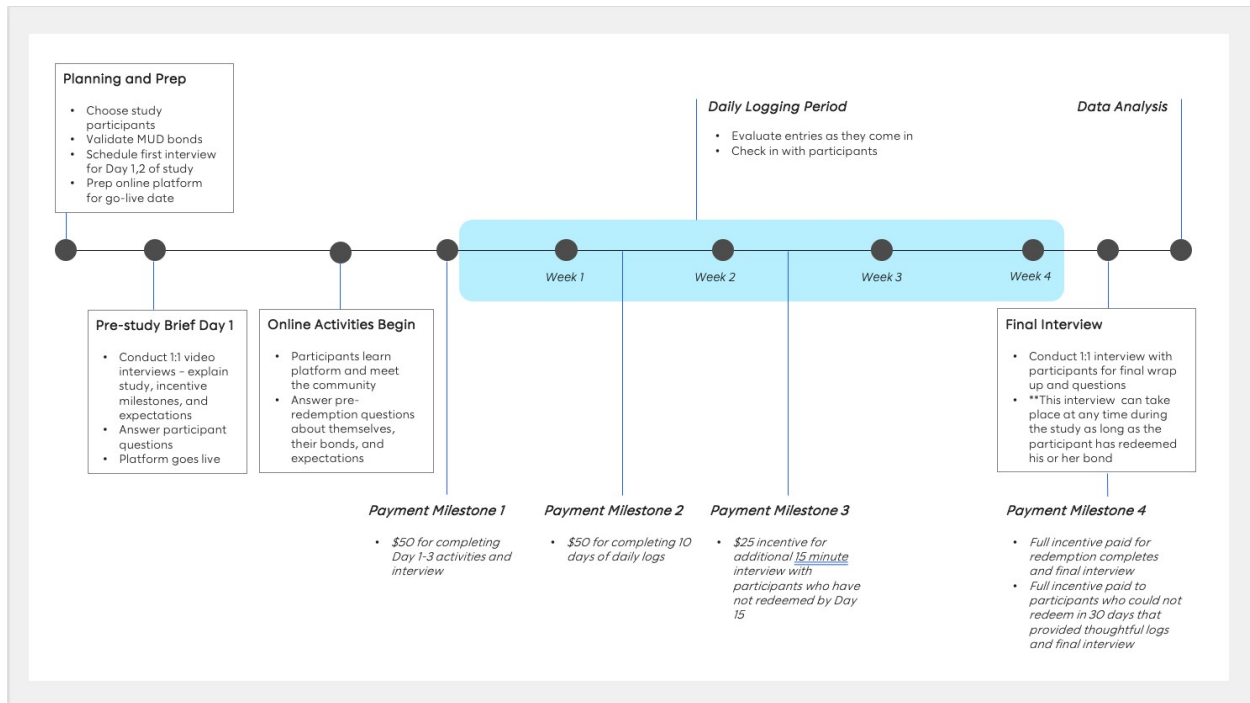 Planning and Prep
• Choose study
participants
• Validate MUD bonds
• Schedule first interview
for Day 1,2 of study
• Prep online platform
for go-live date
Daily Logging Period
• Evaluate entries as they come in
• Check in with participants
Data Analysis
Week 1
Week 2
Week 3
Week 4
Pre-study Brief Day 1
• Conduct 1:1 video
interviews – explain
study, incentive
milestones, and
expectations
• Answer participant
questions
• Platform goes live
Online Activities Begin
• Participants learn
platform and meet
the community
• Answer pre-
redemption questions
about themselves,
their bonds, and
expectations
Final Interview
• Conduct 1:1 interview with
participants for final wrap
up and questions
• **This interview can take
place at any time during
the study as long as the
participant has redeemed
his or her bond
Payment Milestone 1
• $50 for completing
Day 1-3 activities and
interview
Payment Milestone 2
• $50 for completing 10
days of daily logs
Payment Milestone 3
• $25 incentive for
additional 15 minute
interview with
participants who have
not redeemed by Day
15
Payment Milestone 4
• Full incentive paid for
redemption completes
and final interview
• Full incentive paid to
participants who could not
redeem in 30 days that
provided thoughtful logs
and final interview